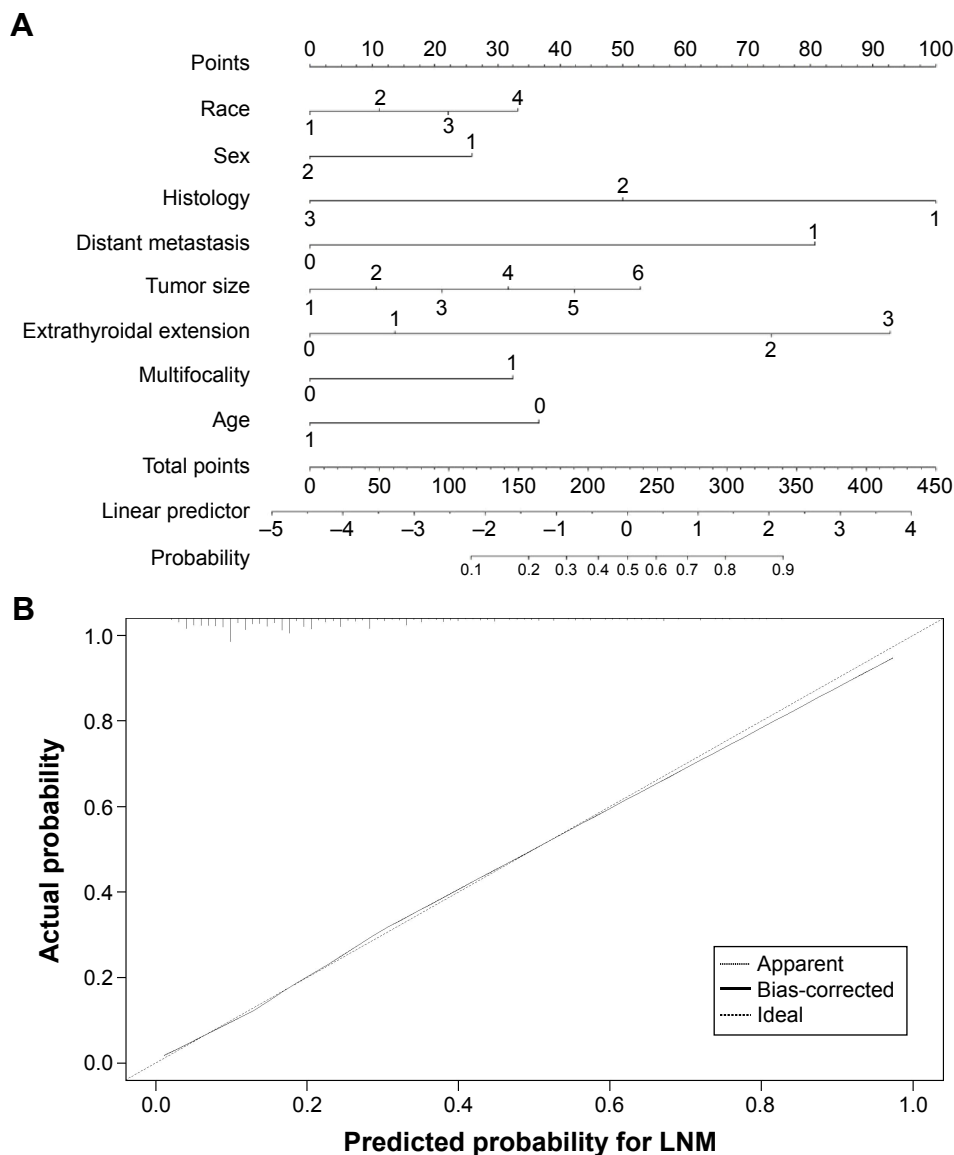 A
Points 0 10 20 30 40 50 60 70 80 90 100
Race 1 2 3 4
Sex 2 1
Histology 3 2 1
Distant metastasis 0 1
Tumor size 1 2 3 4 5 6
Extrathyroidal extension 0 1 2 3
Multifocality 0 1
Age 1 0
Total points 0 50 100 150 200 250 300 350 400 450
Linear predictor –5 –4 –3 –2 –1 0 1 2 3 4
Probability 0.1 0.2 0.3 0.4 0.5 0.6 0.7 0.8 0.9
B
Actual probability
1.0
0.8
0.6
0.4
0.2
0.0
Apparent
Bias-corrected
Ideal
0.0 0.2 0.4 0.6 0.8 1.0
Predicted probability for LNM